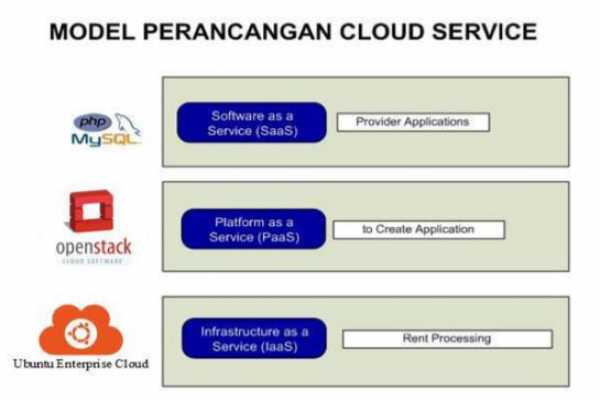 MODEL PERANCANGAN CLOUD SERVICE
php
MySQL
Software as a
Service (SaaS)
Provider Applications
openstack
CLOUD SOFTWARE
Platform as a
Service (PaaS)
to Create Application
Ubuntu Enterprise Cloud
Infrastructure as a
Service (IaaS)
Rent Processing